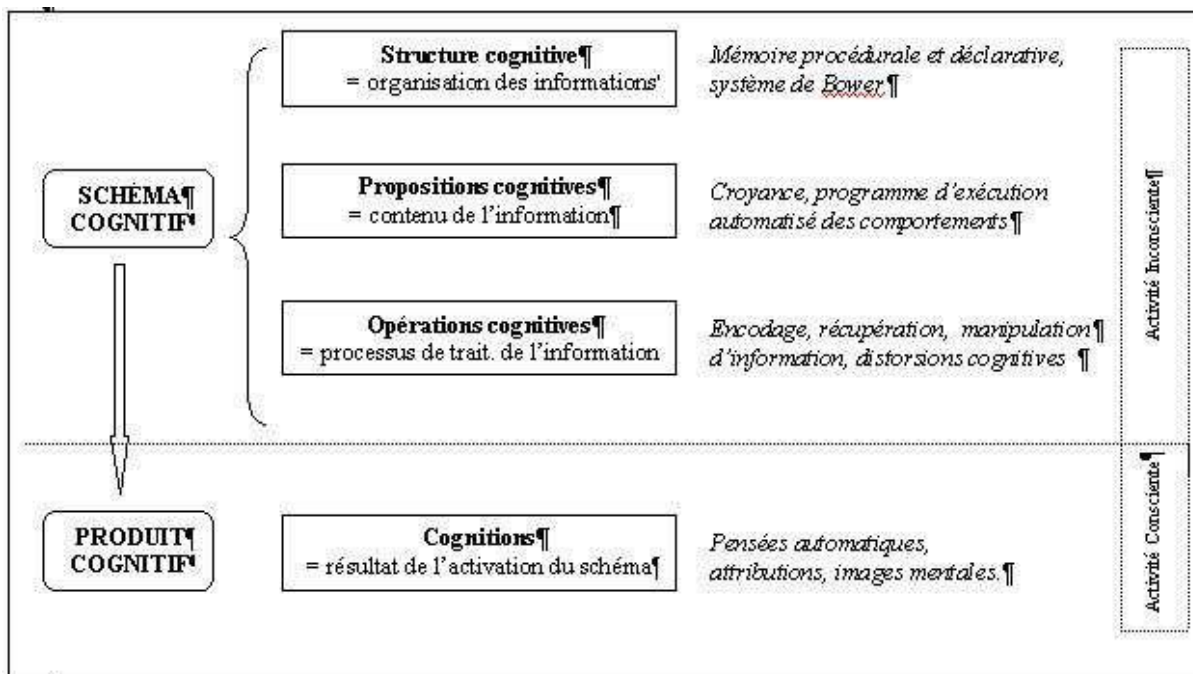 Structure cognitive¶
= organisation des informations'
Mémoire procédurale et déclarative,
système de Bower¶
SCHÉMA¶
COGNITIF¶
Propositions cognitives¶
= contenu de l'information¶
Croyance, programme d'exécution
automatisé des comportements¶
Opérations cognitives¶
= processus de trait. de l'information
Encodage, récupération, manipulation¶
d'information, distorsions cognitives ¶
Activité Inconsciente¶
PRODUIT¶
COGNITIF¶
Cognitions¶
= résultat de l'activation du schéma¶
Pensées automatiques,
attributions, images mentales.¶
Activité Consciente¶